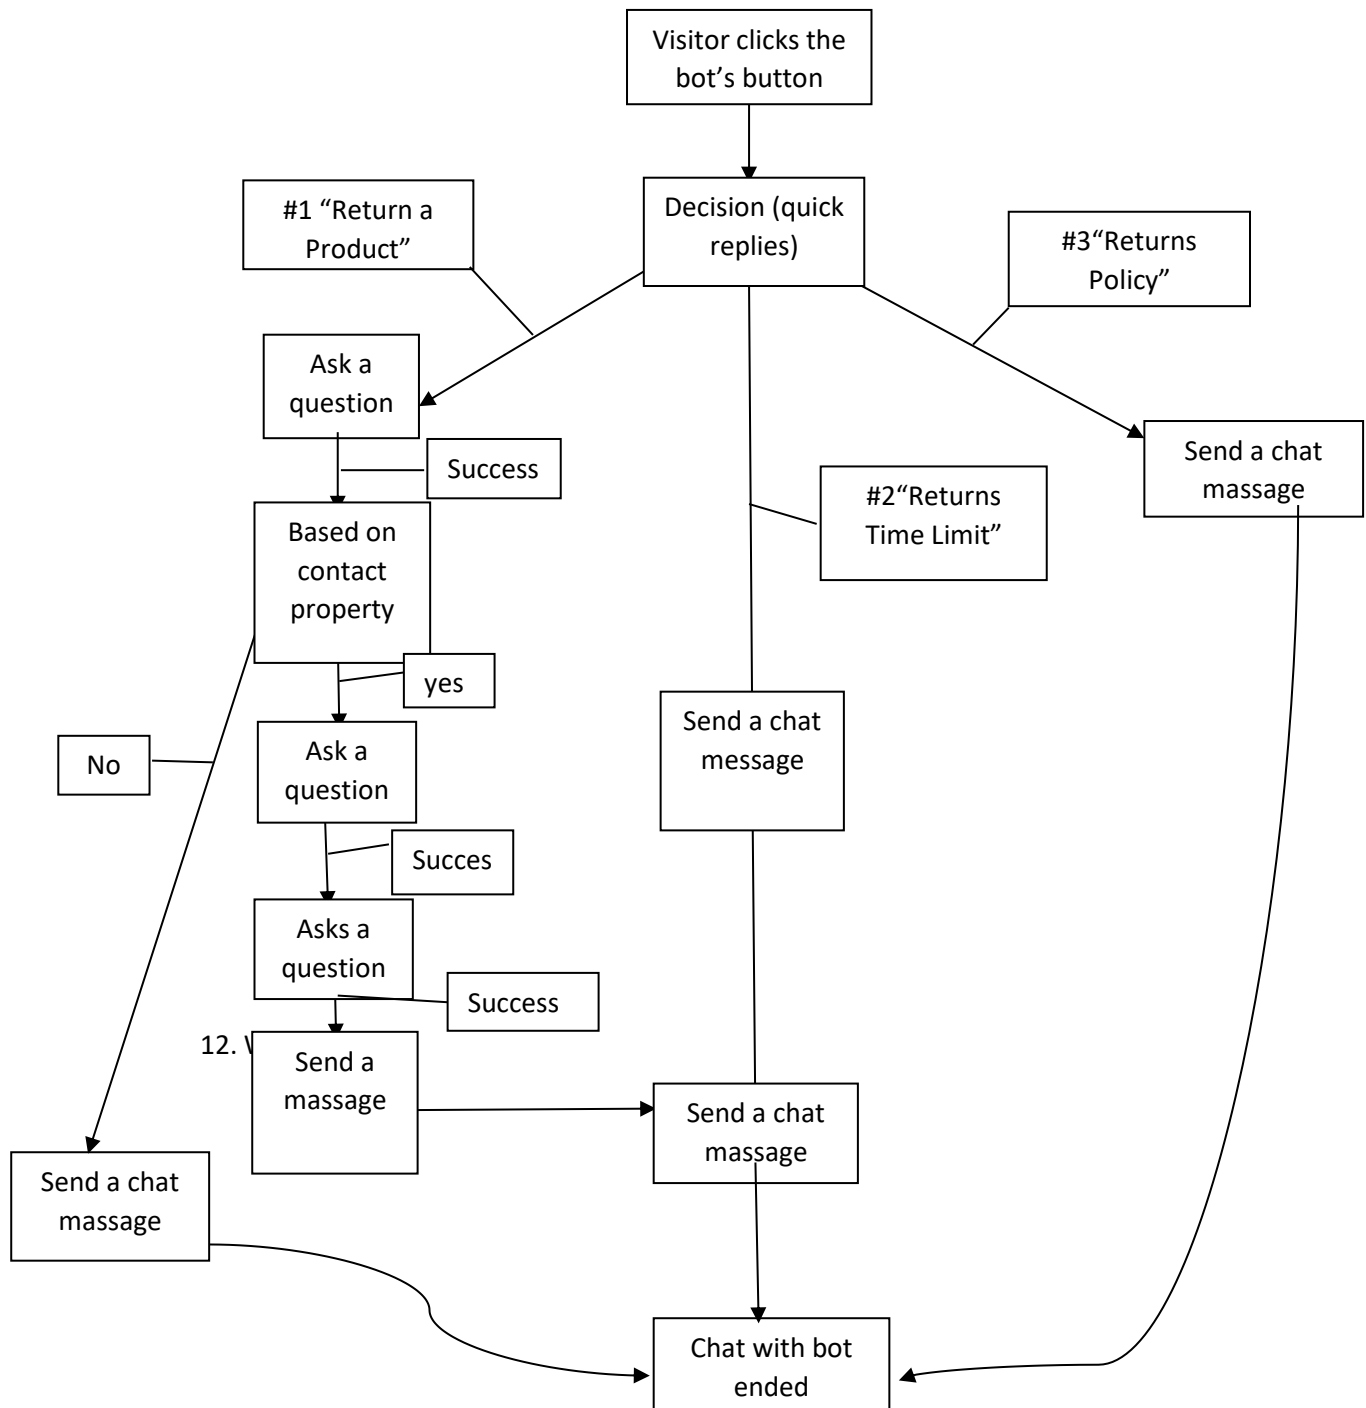 Visitor clicks the
bot’s button
#1 “Return a
Product”
Decision (quick
replies)
#3“Returns
Policy”
Ask a
question
Success
Send a chat
massage
#2“Returns
Time Limit”
Based on
contact
property
yes
Send a chat
message
No
Ask a
question
Succes
Asks a
question
Success
12.
Send a
massage
Send a chat
massage
Send a chat
massage
Chat with bot
ended